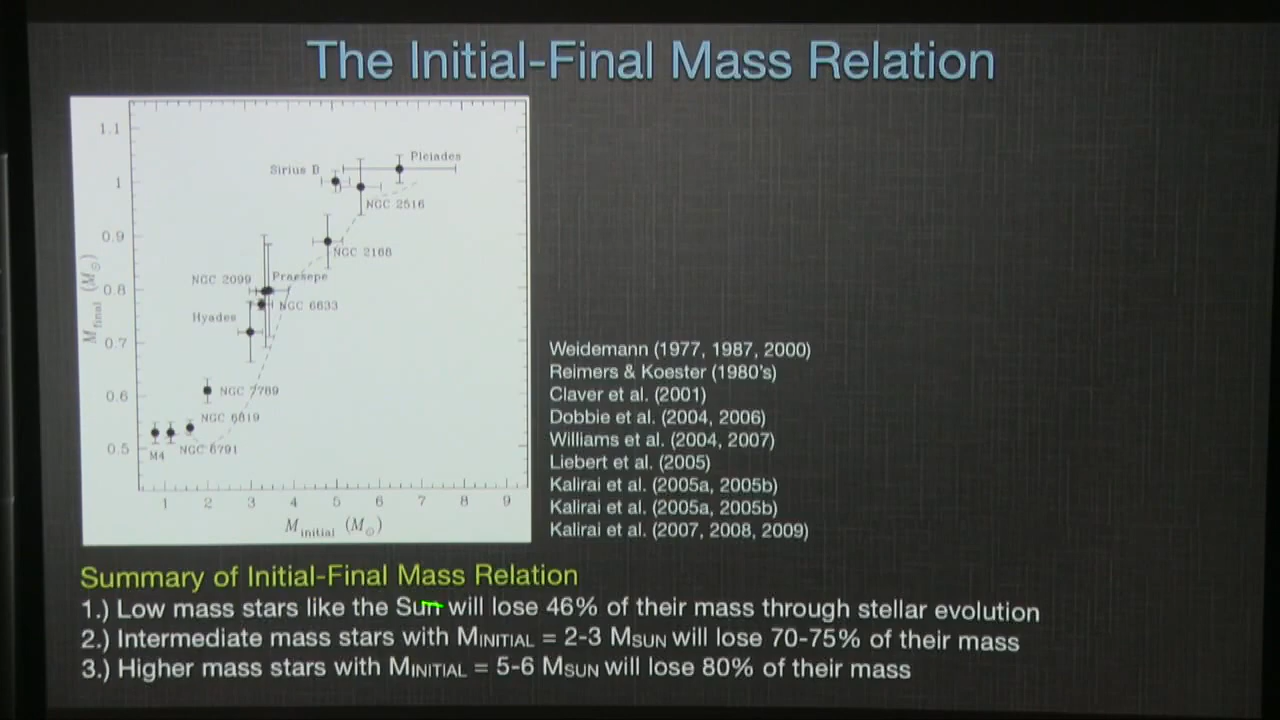 The Initial-Final Mass Relation
1.1
1
0.9
0.8
0.7
0.6
0.5
Mfinal (M⊙)
Pleiades
Sirius B
NGC 2516
NGC 2168
NGC 2099
Praesepe
NGC 6633
Hyades
NGC 7789
NGC 6819
NGC 6791
M4
1 2 3 4 5 6 7 8 9
Minitial (M⊙)
Weidemann (1977, 1987, 2000)
Reimers & Koester (1980's)
Claver et al. (2001)
Dobbie et al. (2004, 2006)
Williams et al. (2004, 2007)
Liebert et al. (2005)
Kalirai et al. (2005a, 2005b)
Kalirai et al. (2005a, 2005b)
Kalirai et al. (2007, 2008, 2009)
Summary of Initial-Final Mass Relation
1.) Low mass stars like the Sun will lose 46% of their mass through stellar evolution
2.) Intermediate mass stars with MINITIAL = 2-3 MSUN will lose 70-75% of their mass
3.) Higher mass stars with MINITIAL = 5-6 MSUN will lose 80% of their mass